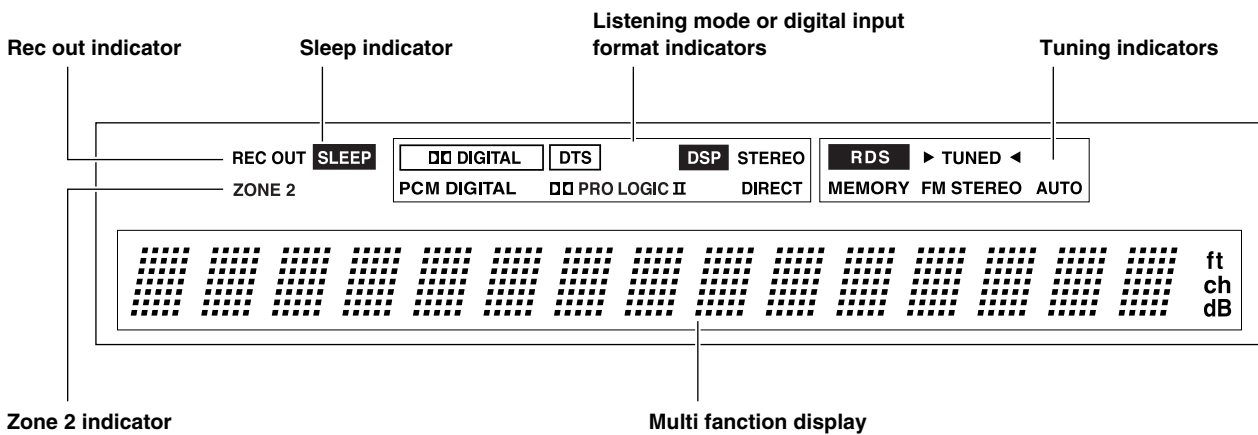 Listening mode or digital input
format indicators
Rec out indicator
Sleep indicator
Tuning indicators
REC OUT SLEEP DIGITAL DTS DSP STEREO RDS ▶ TUNED ◀
ZONE 2 PCM DIGITAL PRO LOGIC II DIRECT MEMORY FM STEREO AUTO
ft
ch
dB
Zone 2 indicator
Multi fanction display